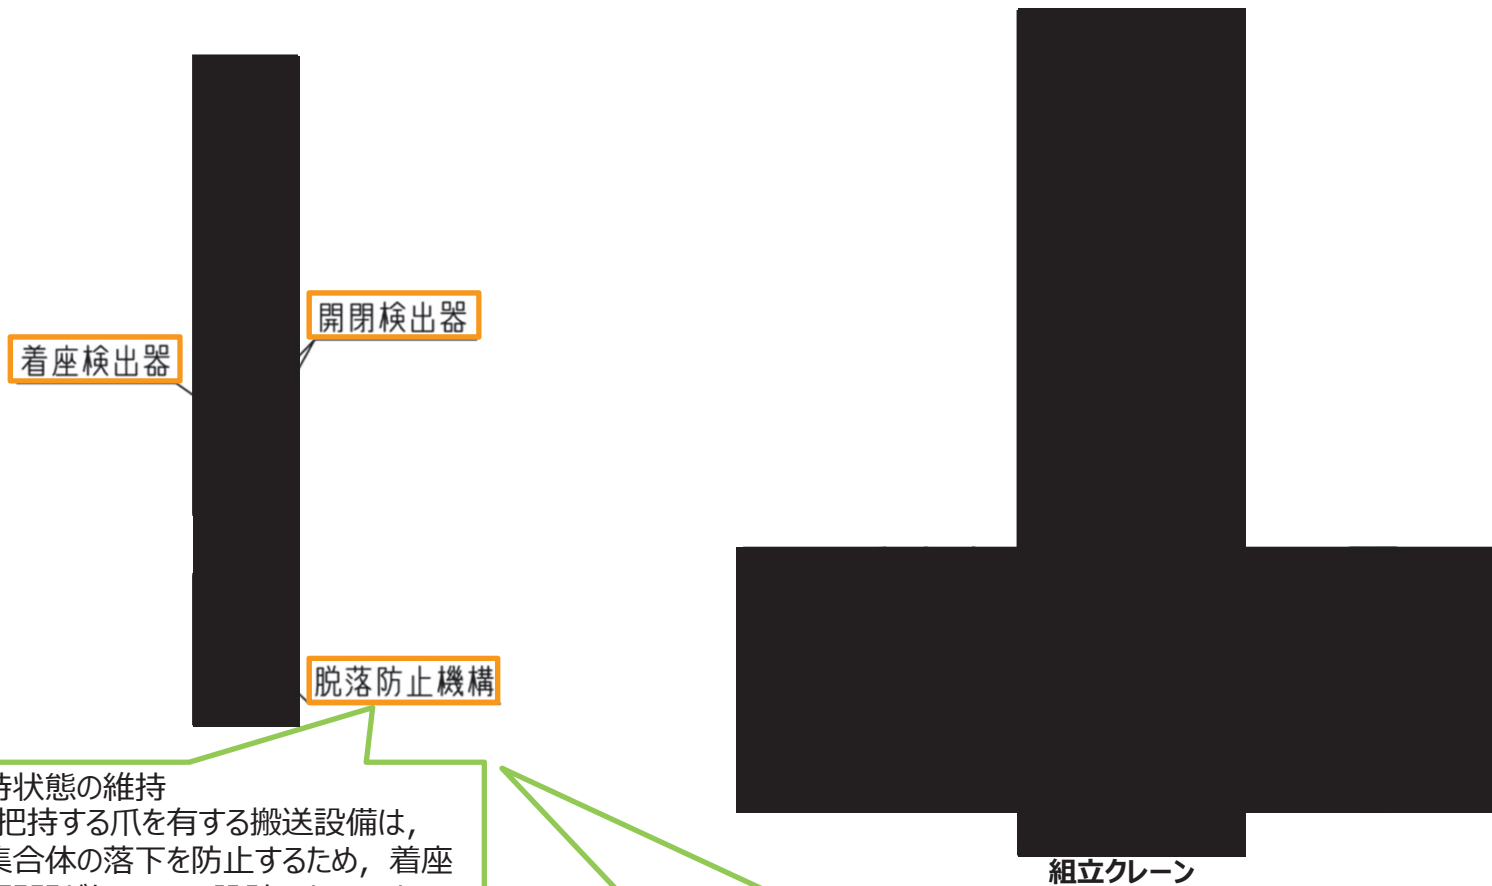 開閉検出器
着座検出器
脱落防止機構
持状態の維持
把持する爪を有する搬送設備は,
集合体の落下を防止するため, 着座
組立クレーン